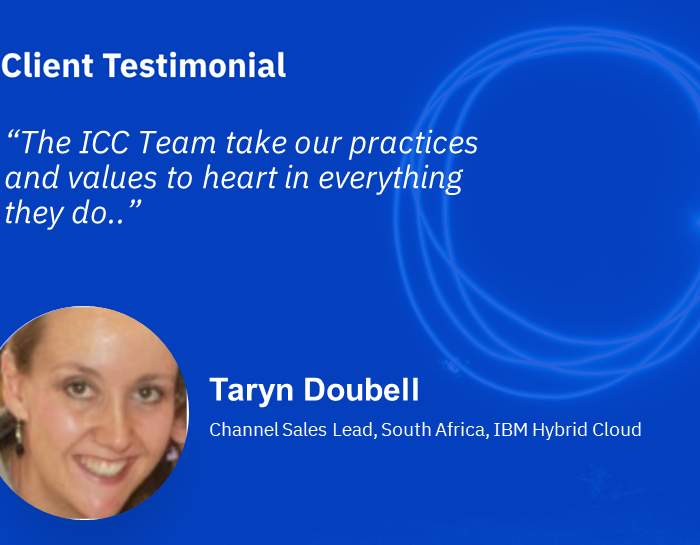 Client Testimonial
“The ICC Team take our practices
and values to heart in everything
they do..”
Taryn Doubell
Channel Sales Lead, South Africa, IBM Hybrid Cloud